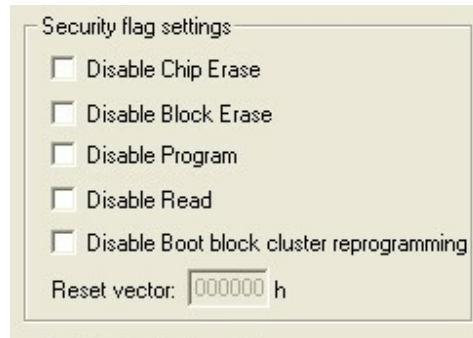 Security flag settings
Disable Chip Erase
Disable Block Erase
Disable Program
Disable Read
Disable Boot block cluster reprogramming
Reset vector: 000000 h